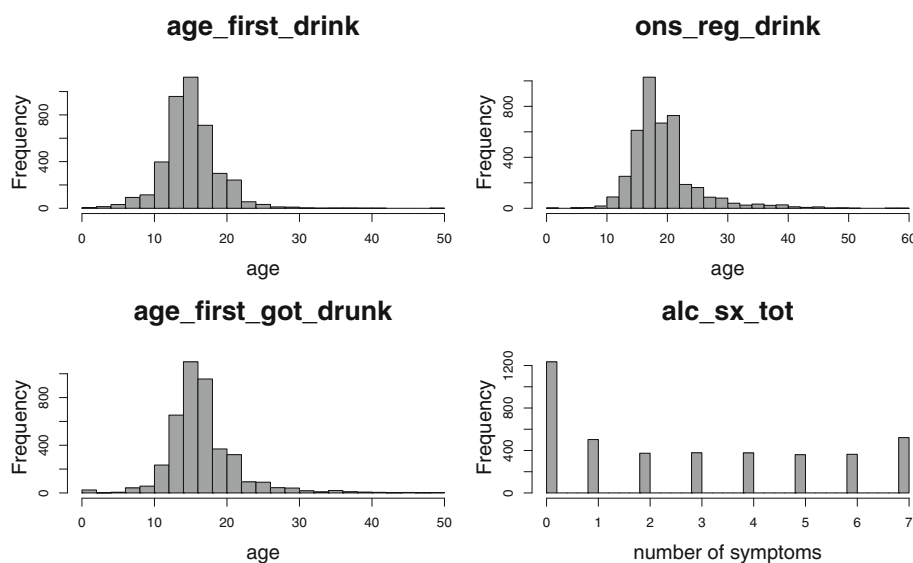 age_first_drink
Frequency
0 400 800
0 10 20 30 40 50
age
ons_reg_drink
Frequency
0 400 800
0 10 20 30 40 50 60
age
age_first_got_drunk
Frequency
0 400 800
0 10 20 30 40 50
age
alc_sx_tot
Frequency
0 400 800 1200
0 1 2 3 4 5 6 7
number of symptoms